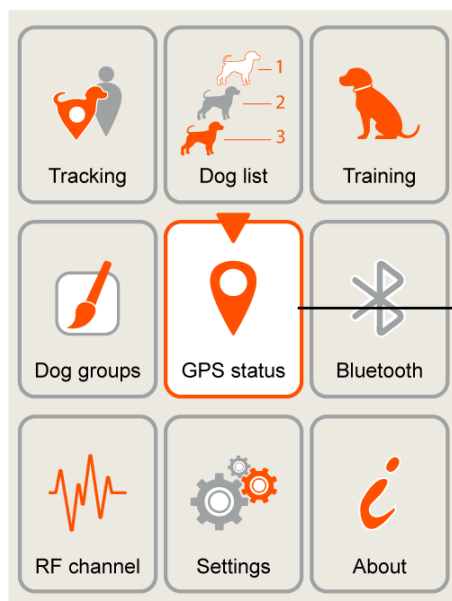 1
2
3
Tracking Dog list Training
Dog groups GPS status Bluetooth
RF channel Settings About